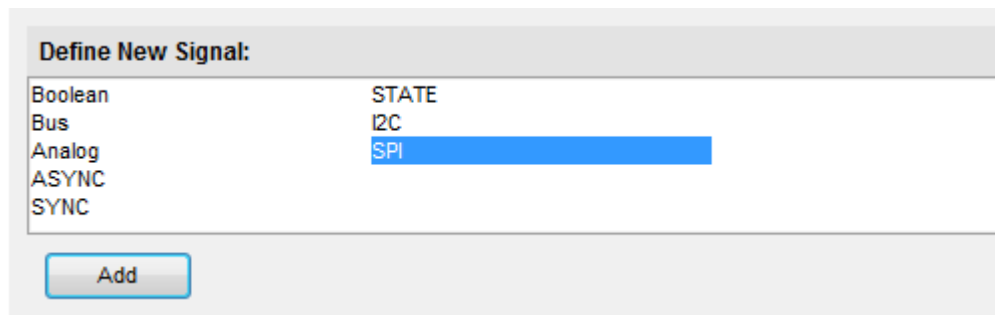 Define New Signal:
Boolean
Bus
Analog
ASYNC
SYNC
STATE
I2C
SPI
Add